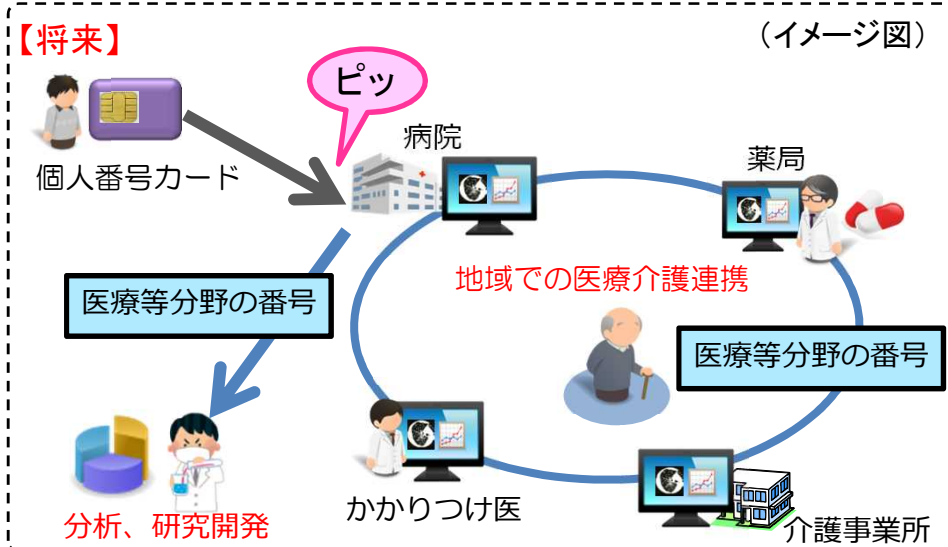 【将来】
(イメージ図)
ピッ
病院
薬局
個人番号カード
地域での医療介護連携
医療等分野の番号
医療等分野の番号
かかりつけ医
分析、研究開発
介護事業所